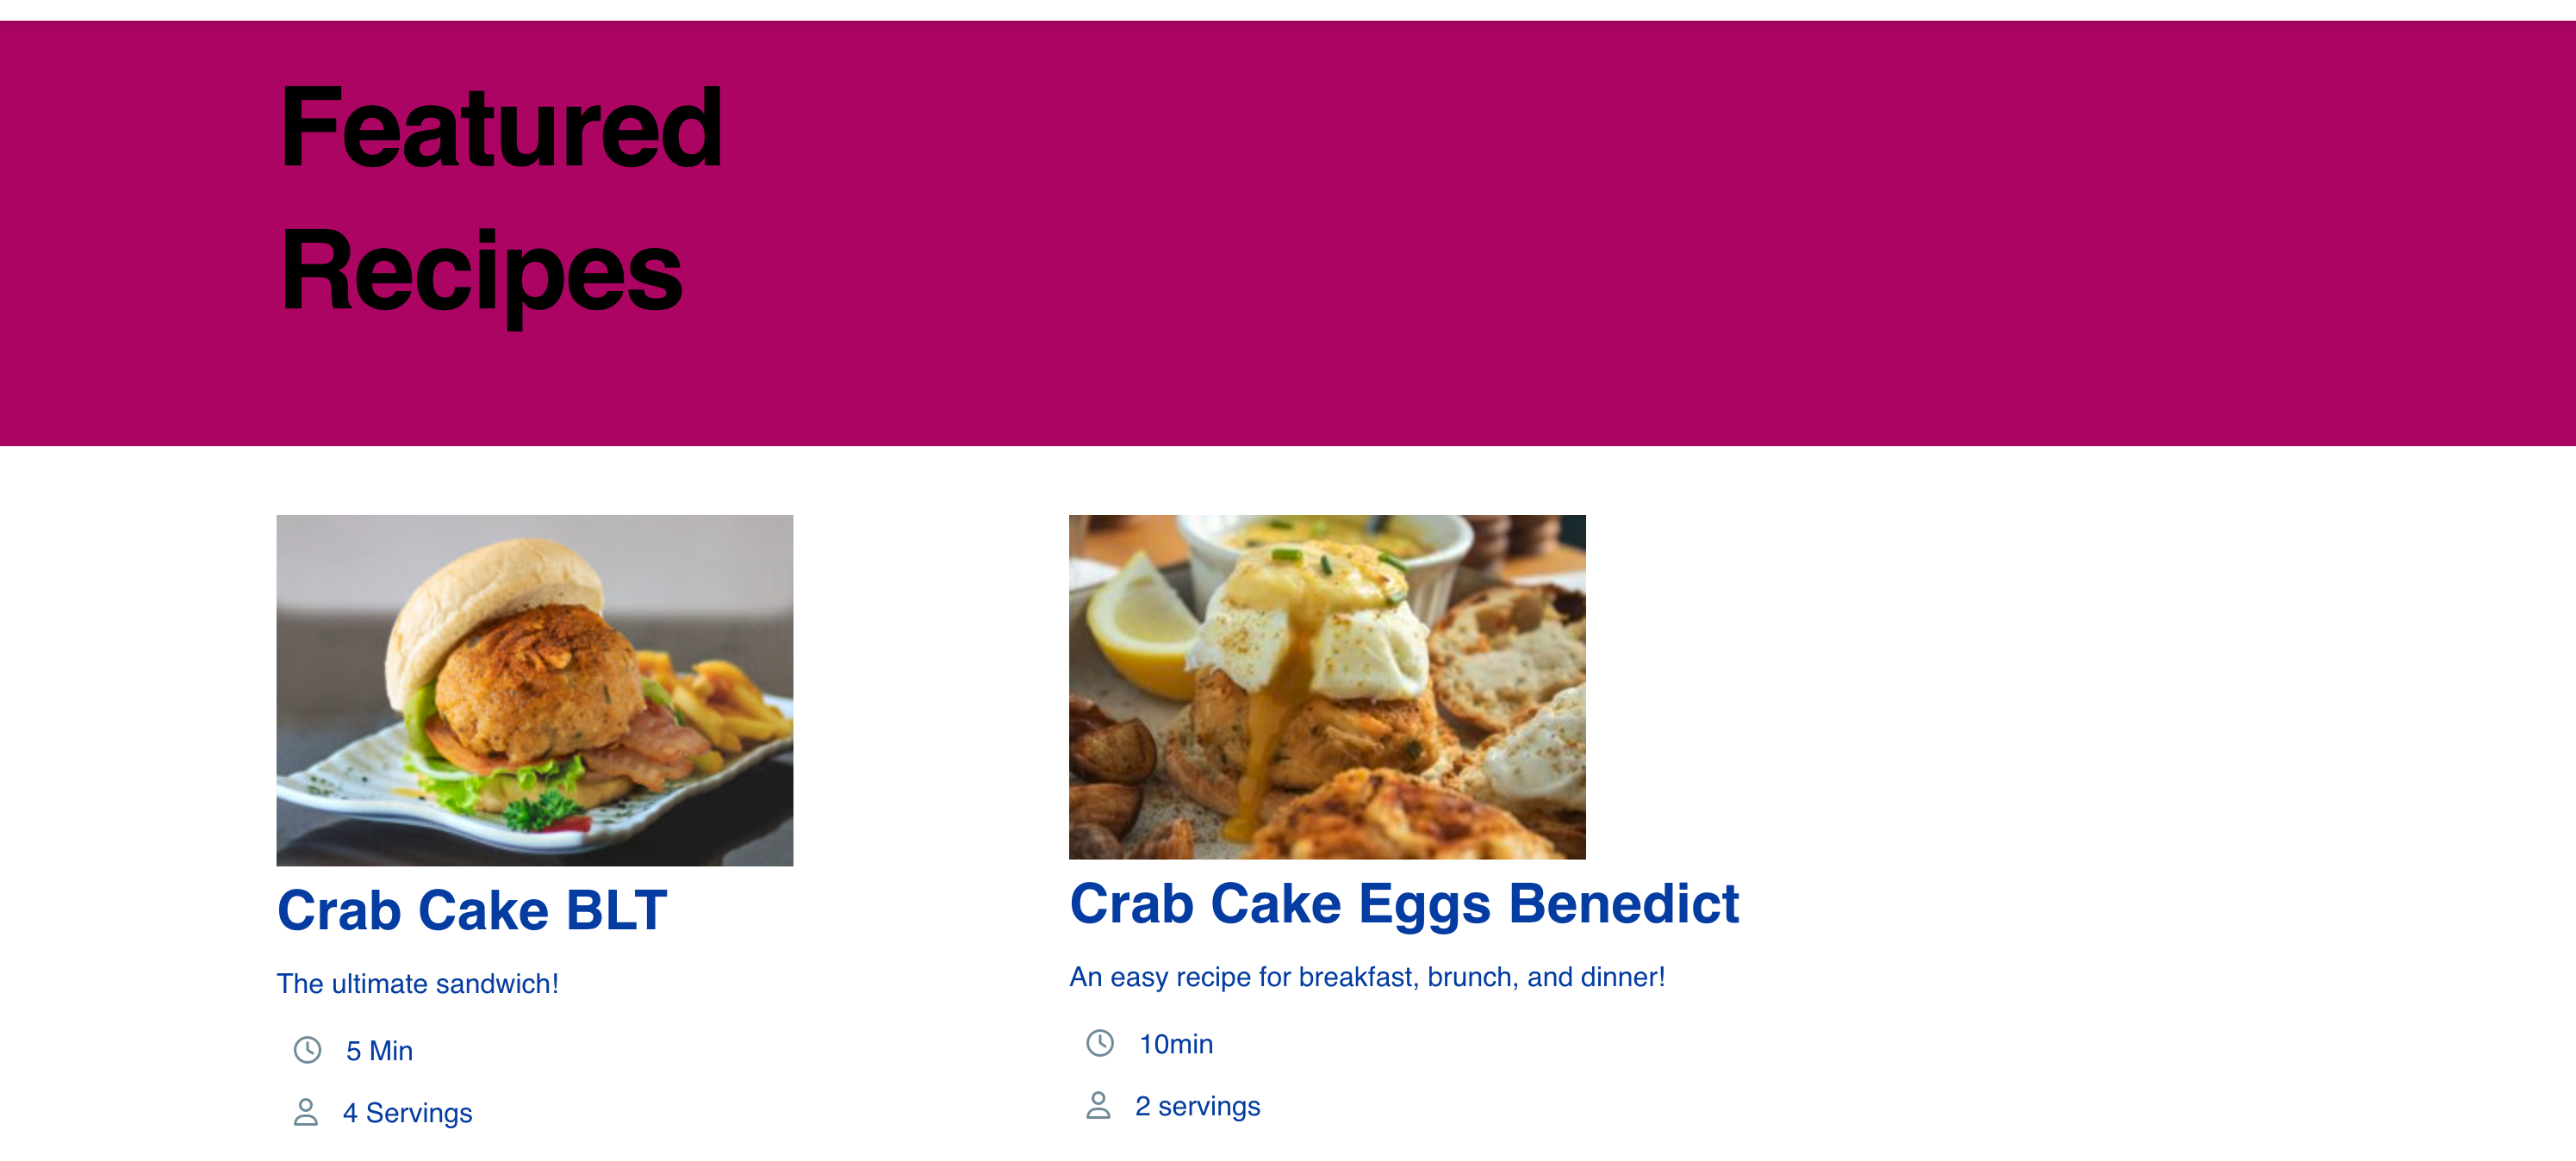 Featured
Recipes
Crab Cake BLT
The ultimate sandwich!
5 Min
4 Servings
Crab Cake Eggs Benedict
An easy recipe for breakfast, brunch, and dinner!
10min
2 servings